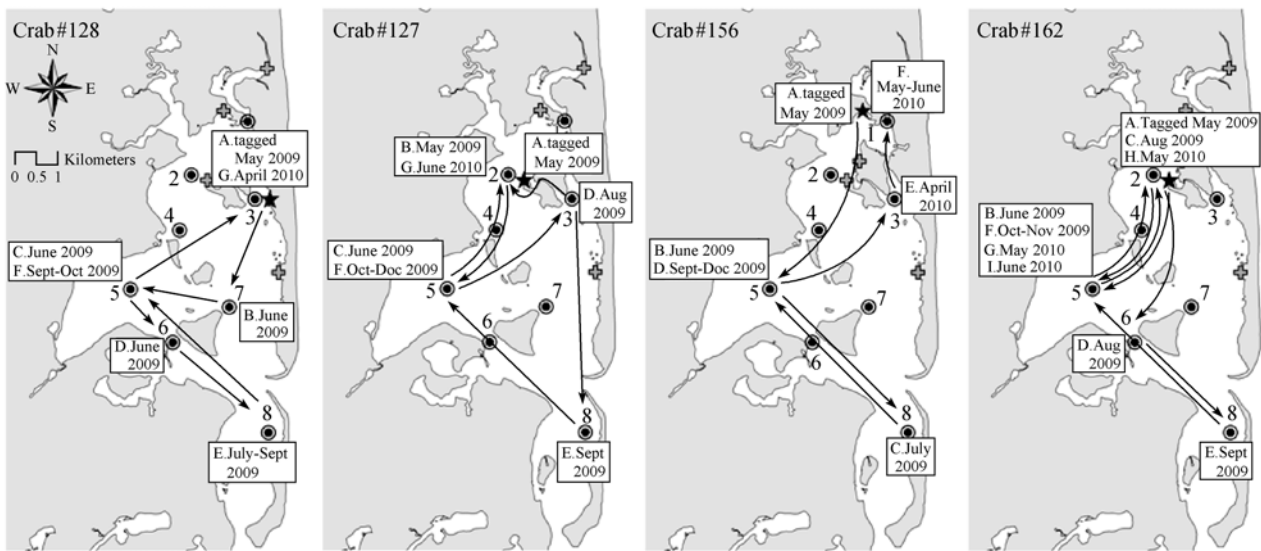 Crab#128
N
W E
S
Kilometers
0 0.5 1
A.tagged
May 2009
G.April 2010
2
3
4
C.June 2009
F.Sept-Oct 2009
5
7
B.June
2009
6
D.June
2009
8
E.July-Sept
2009
Crab#127
B.May 2009
G.June 2010
A.tagged
May 2009
2
D.Aug
2009
3
4
C.June 2009
F.Oct-Doc 2009
5
7
6
8
E.Sept
2009
Crab#156
A.tagged
May 2009
F.
May-June
2010
1
2
E.April
2010
3
4
B.June 2009
D.Sept-Doc 2009
5
7
6
8
C.July
2009
Crab#162
A.Tagged May 2009
C.Aug 2009
H.May 2010
2
3
B.June 2009
F.Oct-Nov 2009
G.May 2010
I.June 2010
4
5
7
6
D.Aug
2009
8
E.Sept
2009